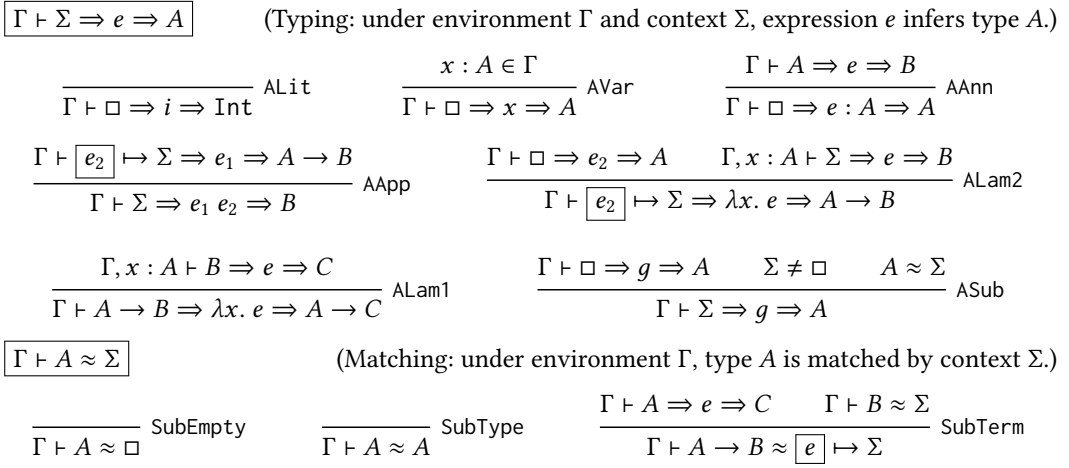 Γ ⊢ Σ ⇒ e ⇒ A (Typing: under environment Γ and context Σ, expression e infers type A.)
Γ ⊢ □ ⇒ i ⇒ Int ALit
x : A ∈ Γ
Γ ⊢ □ ⇒ x ⇒ A AVar
Γ ⊢ A ⇒ e ⇒ B
Γ ⊢ □ ⇒ e : A ⇒ A AAnn
Γ ⊢ e₂ ↦ Σ ⇒ e₁ ⇒ A → B
Γ ⊢ Σ ⇒ e₁ e₂ ⇒ B AApp
Γ ⊢ □ ⇒ e₂ ⇒ A Γ, x : A ⊢ Σ ⇒ e ⇒ B
Γ ⊢ e₂ ↦ Σ ⇒ λx. e ⇒ A → B ALam2
Γ, x : A ⊢ B ⇒ e ⇒ C
Γ ⊢ A → B ⇒ λx. e ⇒ A → C ALam1
Γ ⊢ □ ⇒ g ⇒ A Σ ≠ □ A ≈ Σ
Γ ⊢ Σ ⇒ g ⇒ A ASub
Γ ⊢ A ≈ Σ (Matching: under environment Γ, type A is matched by context Σ.)
Γ ⊢ A ≈ □ SubEmpty
Γ ⊢ A ≈ A SubType
Γ ⊢ A ⇒ e ⇒ C Γ ⊢ B ≈ Σ
Γ ⊢ A → B ≈ e ↦ Σ SubTerm